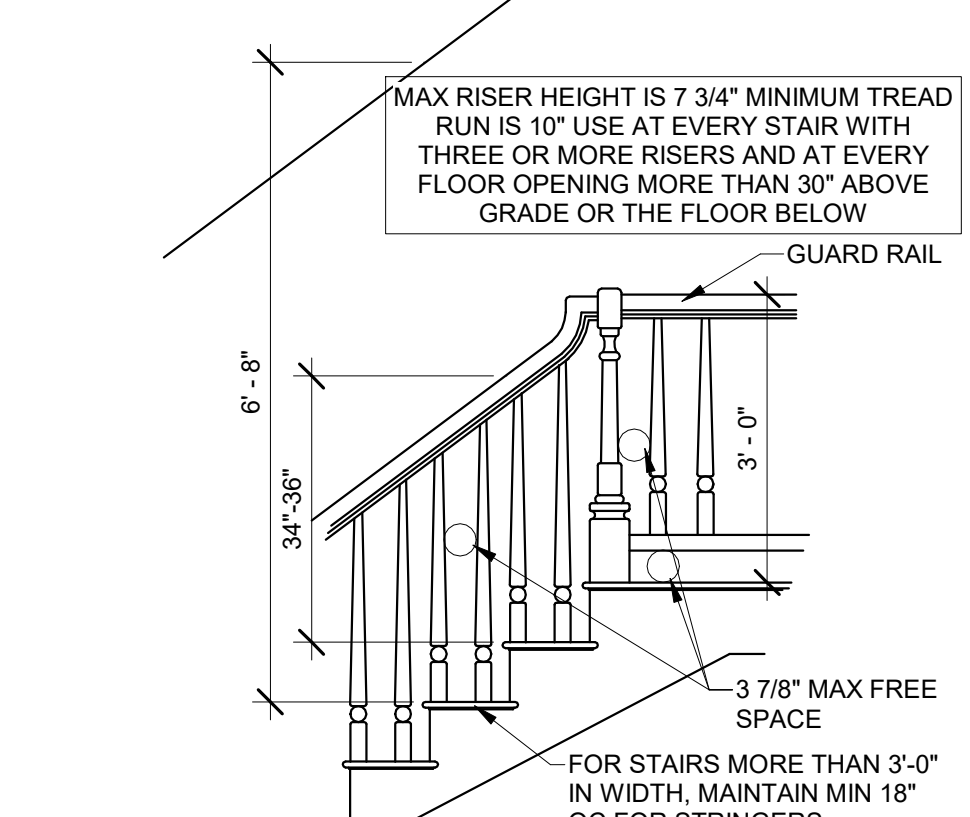 MAX RISER HEIGHT IS 7 3/4" MINIMUM TREAD
RUN IS 10" USE AT EVERY STAIR WITH
THREE OR MORE RISERS AND AT EVERY
FLOOR OPENING MORE THAN 30" ABOVE
GRADE OR THE FLOOR BELOW
GUARD RAIL
6' - 8"
34"-36"
3' - 0"
3 7/8" MAX FREE
SPACE
FOR STAIRS MORE THAN 3'-0"
IN WIDTH, MAINTAIN MIN 18"
OC FOR STRINGERS